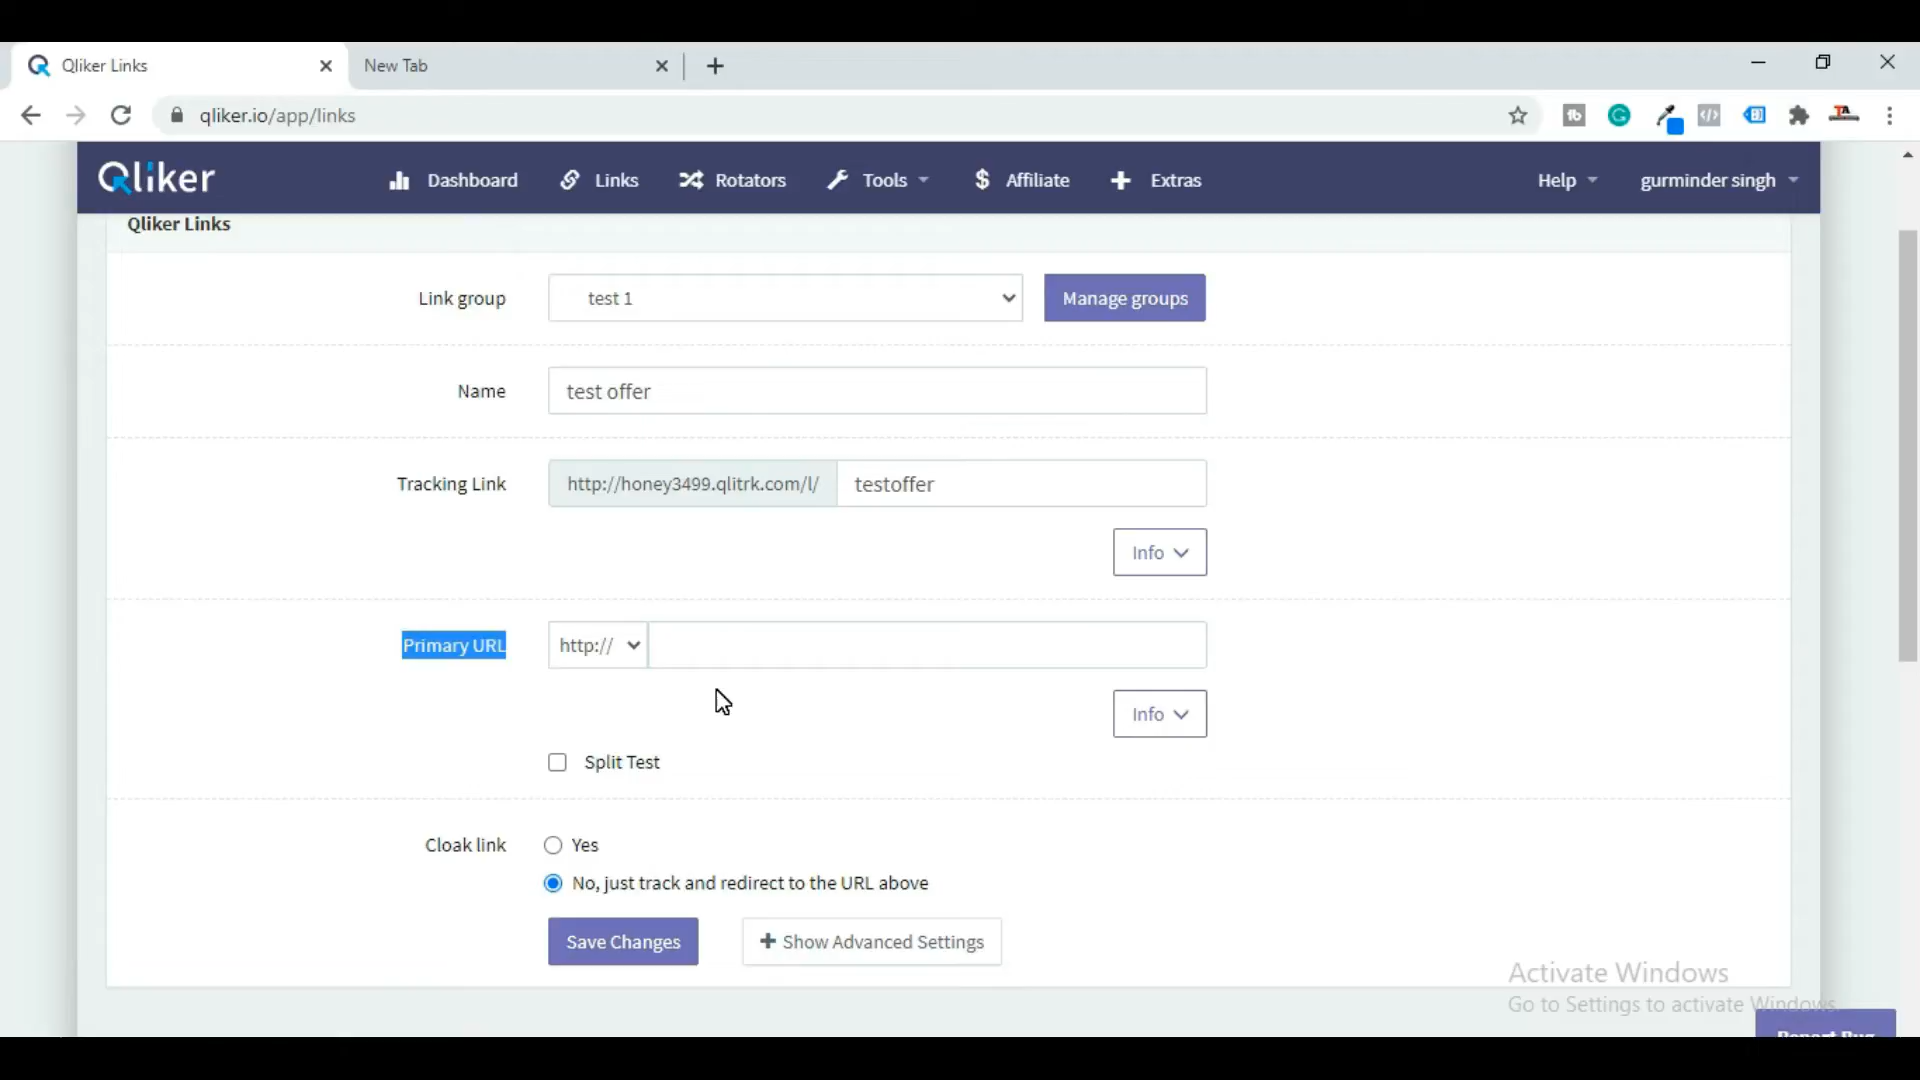 Qliker Links
New Tab
qliker.io/app/links
Qliker
Dashboard
Links
Rotators
Tools
$ Affiliate
Extras
Help
gurminder singh
Qliker Links
Link group
test 1
Manage groups
Name
test offer
Tracking Link
http://honey3499.qlitrk.com/l/
testoffer
Info
Primary URL
http://
Info
Split Test
Cloak link
Yes
No, just track and redirect to the URL above
Save Changes
Show Advanced Settings
Activate Windows
Go to Settings to activate Windows.
Report Bug